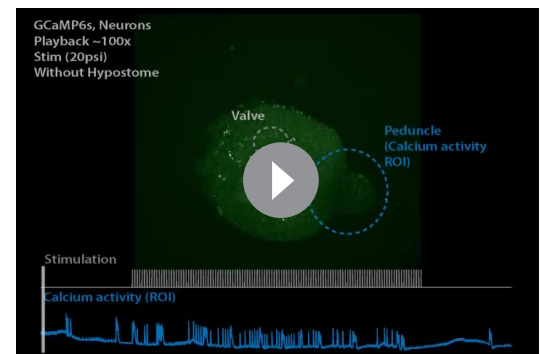 GCaMP6s, Neurons
Playback ~100x
Stim (20psi)
Without Hypostome
Valve
Peduncle
(Calcium activity
ROI)
Stimulation
Calcium activity (ROI)